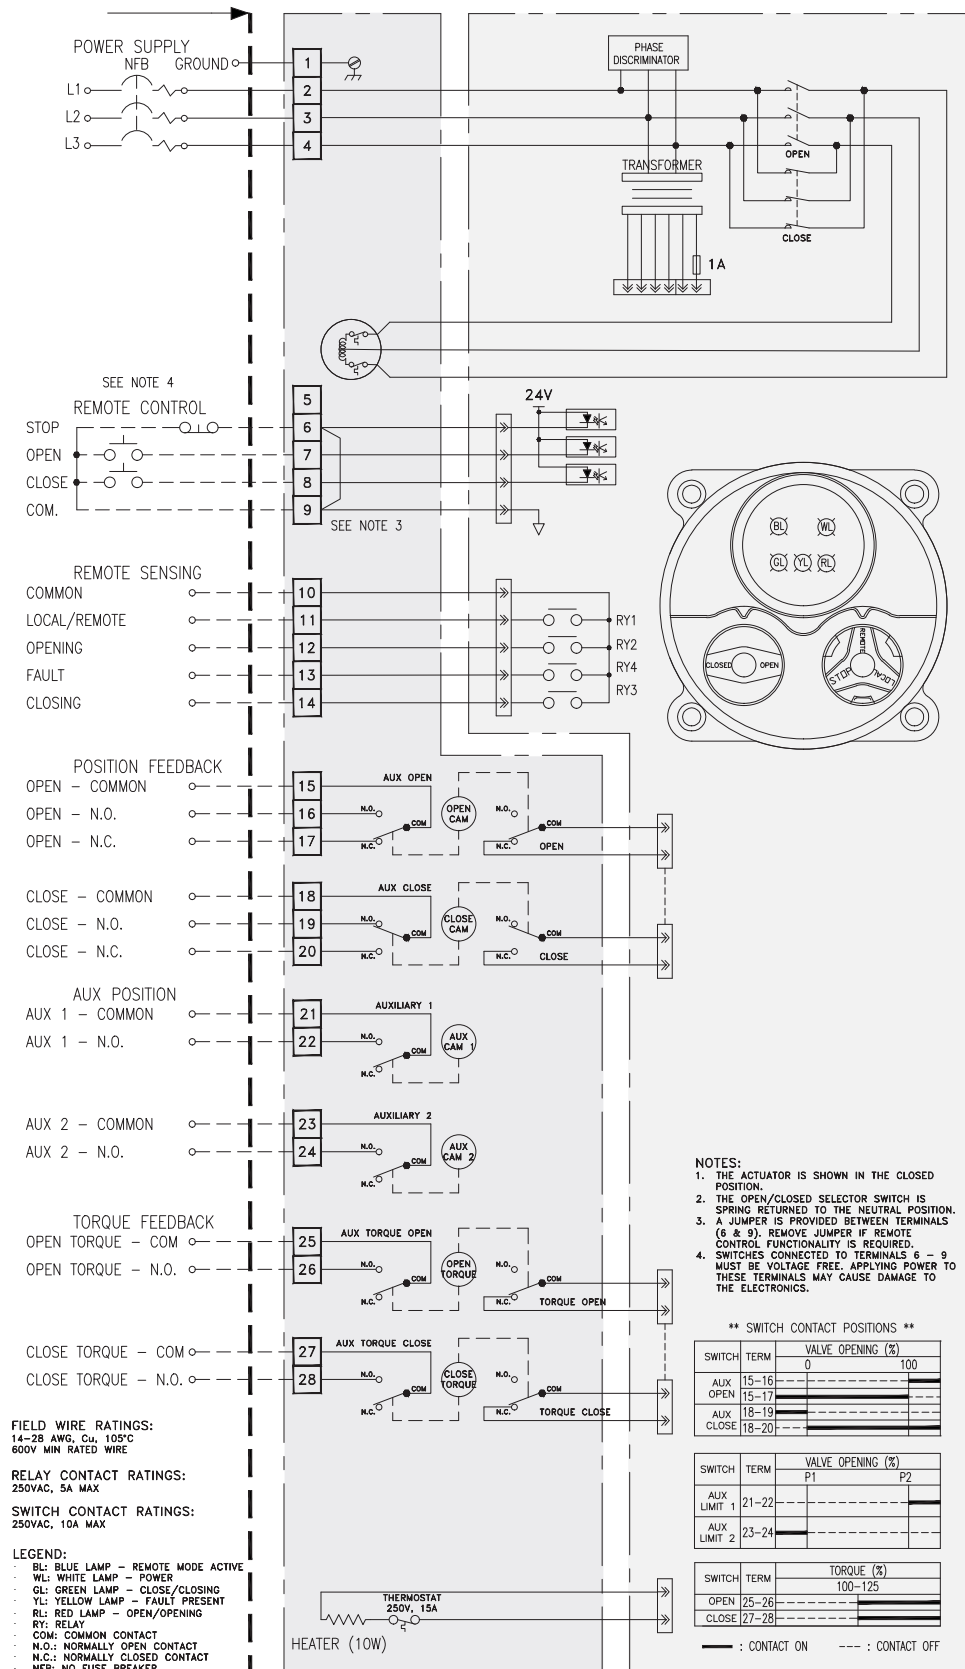 POWER SUPPLY
NFB GROUND
L1
L2
L3
1
2
3
4
PHASE
DISCRIMINATOR
OPEN
TRANSFORMER
CLOSE
1A
SEE NOTE 4
REMOTE CONTROL
STOP
OPEN
CLOSE
COM.
5
6
7
8
9
SEE NOTE 3
24V
BL WL
GL YL RL
CLOSED OPEN
REMOTE
STOP
LOCAL
REMOTE SENSING
COMMON 10
LOCAL/REMOTE 11 RY1
OPENING 12 RY2
FAULT 13 RY4
CLOSING 14 RY3
POSITION FEEDBACK
OPEN - COMMON 15 AUX OPEN
OPEN - N.O. 16 N.O. OPEN CAM N.O.
COM COM
OPEN - N.C. 17 N.C. N.C. OPEN
CLOSE - COMMON 18 AUX CLOSE
CLOSE - N.O. 19 N.O. CLOSE CAM N.O.
COM COM
CLOSE - N.C. 20 N.C. N.C. CLOSE
AUX POSITION
AUX 1 - COMMON 21 AUXILIARY 1
AUX 1 - N.O. 22 N.O. AUX CAM 1
COM
N.C.
AUX 2 - COMMON 23 AUXILIARY 2
AUX 2 - N.O. 24 N.O. AUX CAM 2
COM
N.C.
TORQUE FEEDBACK
OPEN TORQUE - COM 25 AUX TORQUE OPEN
OPEN TORQUE - N.O. 26 N.O. OPEN TORQUE N.O.
COM COM
N.C. N.C. TORQUE OPEN
CLOSE TORQUE - COM 27 AUX TORQUE CLOSE
CLOSE TORQUE - N.O. 28 N.O. CLOSE TORQUE N.O.
COM COM
N.C. N.C. TORQUE CLOSE
THERMOSTAT
250V, 15A
HEATER (10W)
FIELD WIRE RATINGS:
14-28 AWG, Cu, 105°C
600V MIN RATED WIRE
RELAY CONTACT RATINGS:
250VAC, 5A MAX
SWITCH CONTACT RATINGS:
250VAC, 10A MAX
LEGEND:
· BL: BLUE LAMP - REMOTE MODE ACTIVE
· WL: WHITE LAMP - POWER
· GL: GREEN LAMP - CLOSE/CLOSING
· YL: YELLOW LAMP - FAULT PRESENT
· RL: RED LAMP - OPEN/OPENING
· RY: RELAY
· COM: COMMON CONTACT
· N.O.: NORMALLY OPEN CONTACT
· N.C.: NORMALLY CLOSED CONTACT
· NFB: NO FUSE BREAKER
NOTES:
1. THE ACTUATOR IS SHOWN IN THE CLOSED
POSITION.
2. THE OPEN/CLOSED SELECTOR SWITCH IS
SPRING RETURNED TO THE NEUTRAL POSITION.
3. A JUMPER IS PROVIDED BETWEEN TERMINALS
(6 & 9). REMOVE JUMPER IF REMOTE
CONTROL FUNCTIONALITY IS REQUIRED.
4. SWITCHES CONNECTED TO TERMINALS 6 - 9
MUST BE VOLTAGE FREE. APPLYING POWER TO
THESE TERMINALS MAY CAUSE DAMAGE TO
THE ELECTRONICS.
** SWITCH CONTACT POSITIONS **
SWITCH TERM VALVE OPENING (%)
0 100
AUX OPEN 15-16
15-17
AUX CLOSE 18-19
18-20
SWITCH TERM VALVE OPENING (%)
P1 P2
AUX LIMIT 1 21-22
AUX LIMIT 2 23-24
SWITCH TERM TORQUE (%)
100-125
OPEN 25-26
CLOSE 27-28
: CONTACT ON --- : CONTACT OFF